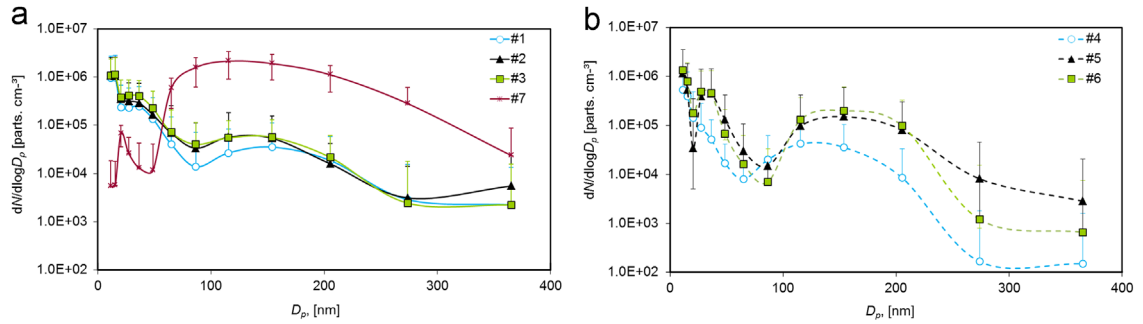 a
dN/dlogDp [parts. cm-3]
1.0E+07
1.0E+06
1.0E+05
1.0E+04
1.0E+03
1.0E+02
0
100
200
300
400
Dp, [nm]
#1
#2
#3
#7
b
dN/dlogDp [parts. cm-3]
1.0E+07
1.0E+06
1.0E+05
1.0E+04
1.0E+03
1.0E+02
0
100
200
300
400
Dp, [nm]
#4
#5
#6